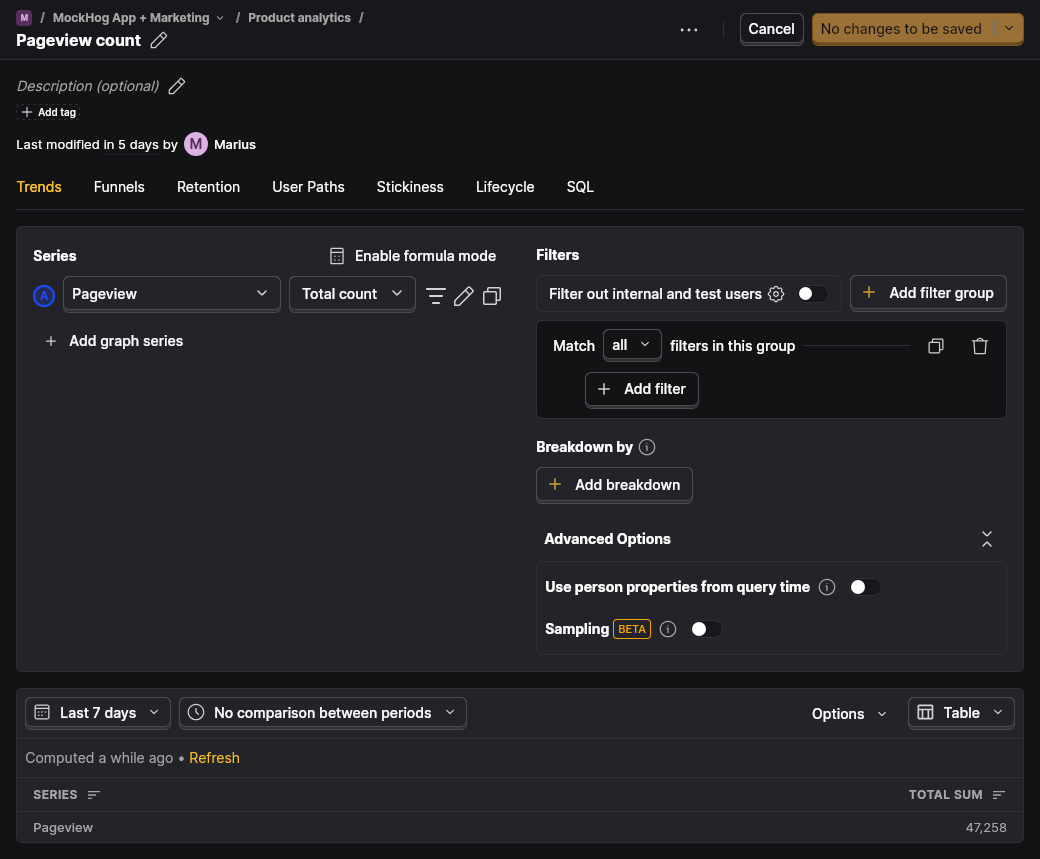 M / MockHog App + Marketing / Product analytics /
Pageview count
Cancel
No changes to be saved
Description (optional)
Add tag
Last modified in 5 days by M Marius
Trends Funnels Retention User Paths Stickiness Lifecycle SQL
Series Enable formula mode
A Pageview Total count
Add graph series
Filters
Filter out internal and test users Add filter group
Match all filters in this group
Add filter
Breakdown by
Add breakdown
Advanced Options
Use person properties from query time
Sampling BETA
Last 7 days No comparison between periods Options Table
Computed a while ago • Refresh
SERIES TOTAL SUM
Pageview 47,258